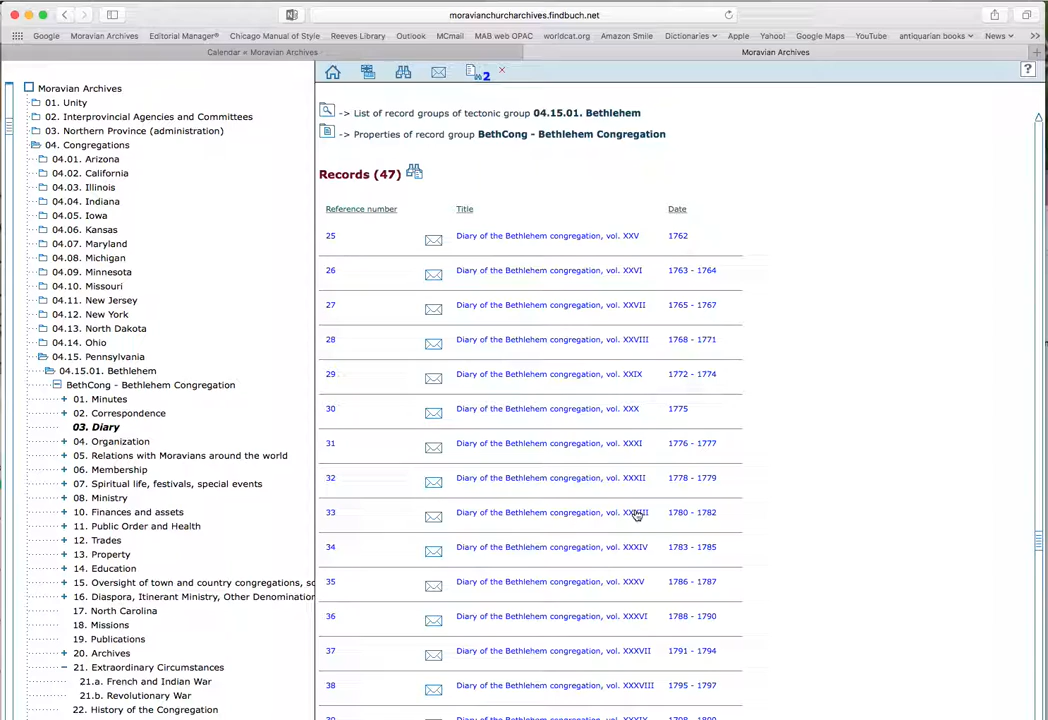 moravianchurcharchives.findbuch.net
Google Moravian Archives Editorial Manager® Chicago Manual of Style Reeves Library Outlook MCmail MAB web OPAC worldcat.org Amazon Smile Dictionaries Apple Yahoo! Google Maps YouTube antiquarian books News
Calendar « Moravian Archives
Moravian Archives
Moravian Archives
01. Unity
02. Interprovincial Agencies and Committees
03. Northern Province (administration)
04. Congregations
04.01. Arizona
04.02. California
04.03. Illinois
04.04. Indiana
04.05. Iowa
04.06. Kansas
04.07. Maryland
04.08. Michigan
04.09. Minnesota
04.10. Missouri
04.11. New Jersey
04.12. New York
04.13. North Dakota
04.14. Ohio
04.15. Pennsylvania
04.15.01. Bethlehem
BethCong - Bethlehem Congregation
01. Minutes
02. Correspondence
03. Diary
04. Organization
05. Relations with Moravians around the world
06. Membership
07. Spiritual life, festivals, special events
08. Ministry
10. Finances and assets
11. Public Order and Health
12. Trades
13. Property
14. Education
15. Oversight of town and country congregations,
16. Diaspora, Itinerant Ministry, Other Denomination
17. North Carolina
18. Missions
19. Publications
20. Archives
21. Extraordinary Circumstances
21.a. French and Indian War
21.b. Revolutionary War
22. History of the Congregation
2
?
-> List of record groups of tectonic group 04.15.01. Bethlehem
-> Properties of record group BethCong - Bethlehem Congregation
Records (47)
Reference number Title Date
25 Diary of the Bethlehem congregation, vol. XXV 1762
26 Diary of the Bethlehem congregation, vol. XXVI 1763 - 1764
27 Diary of the Bethlehem congregation, vol. XXVII 1765 - 1767
28 Diary of the Bethlehem congregation, vol. XXVIII 1768 - 1771
29 Diary of the Bethlehem congregation, vol. XXIX 1772 - 1774
30 Diary of the Bethlehem congregation, vol. XXX 1775
31 Diary of the Bethlehem congregation, vol. XXXI 1776 - 1777
32 Diary of the Bethlehem congregation, vol. XXXII 1778 - 1779
33 Diary of the Bethlehem congregation, vol. 1780 - 1782
34 Diary of the Bethlehem congregation, vol. XXXIV 1783 - 1785
35 Diary of the Bethlehem congregation, vol. XXXV 1786 - 1787
36 Diary of the Bethlehem congregation, vol. XXXVI 1788 - 1790
37 Diary of the Bethlehem congregation, vol. XXXVII 1791 - 1794
38 Diary of the Bethlehem congregation, vol. XXXVIII 1795 - 1797